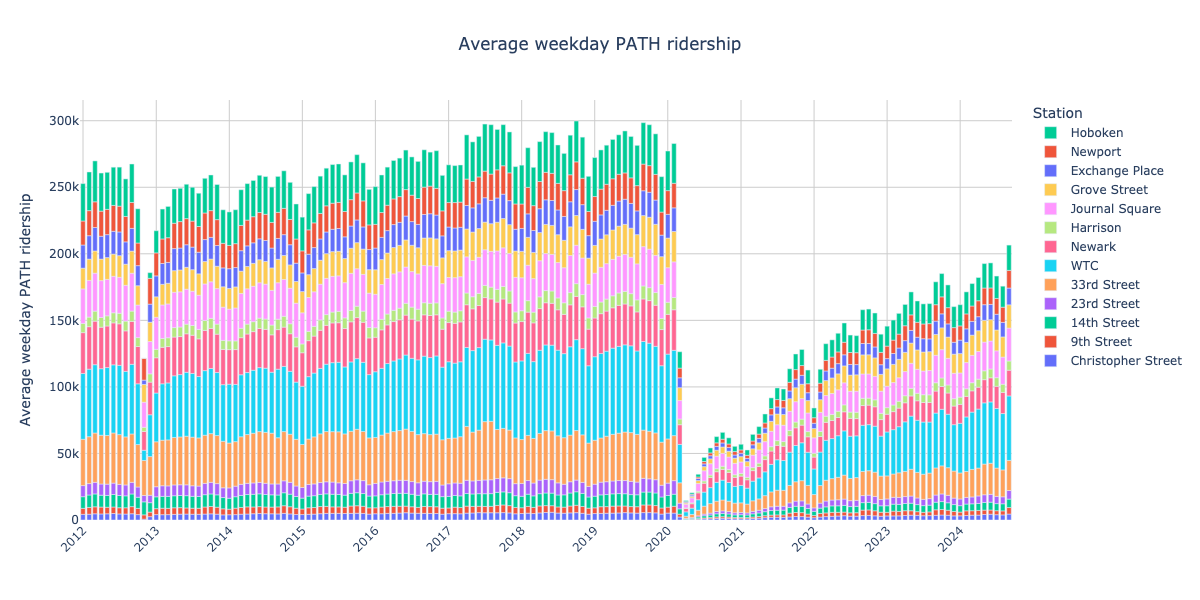 Average weekday PATH ridership
Average weekday PATH ridership
300k
250k
200k
150k
100k
50k
0
2012
2013
2014
2015
2016
2017
2018
2019
2020
2021
2022
2023
2024
Station
Hoboken
Newport
Exchange Place
Grove Street
Journal Square
Harrison
Newark
WTC
33rd Street
23rd Street
14th Street
9th Street
Christopher Street